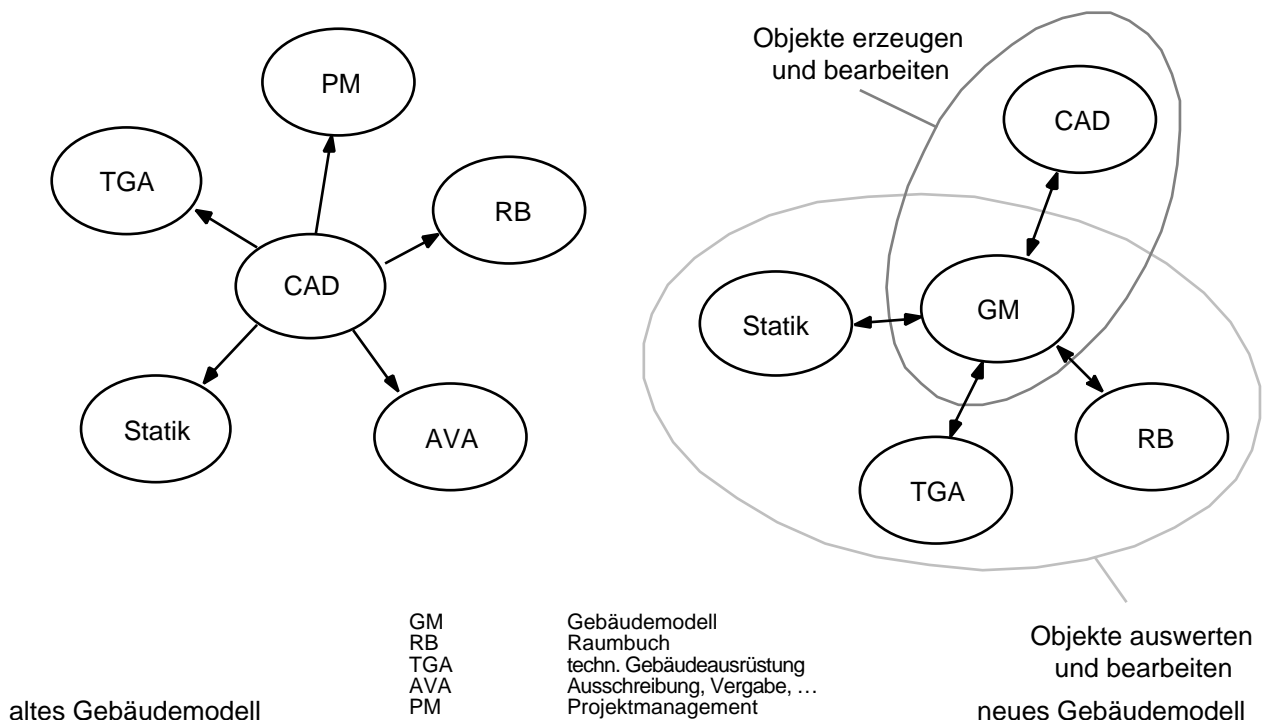 PM
TGA
RB
CAD
Statik
AVA
Objekte erzeugen
und bearbeiten
CAD
GM
Statik
RB
TGA
Objekte auswerten
und bearbeiten
GM Gebäudemodell
RB Raumbuch
TGA techn. Gebäudeausrüstung
AVA Ausschreibung, Vergabe, …
PM Projektmanagement
altes Gebäudemodell
neues Gebäudemodell